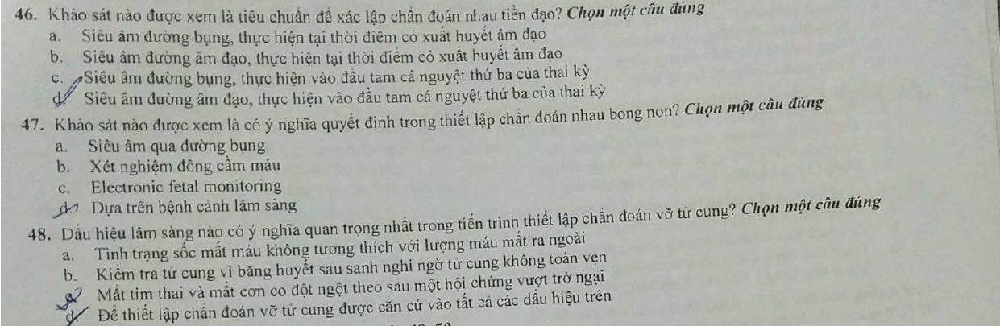 46. Khảo sát nào được xem là tiêu chuẩn để xác lập chẩn đoán nhau tiền đạo? Chọn một câu đúng
a. Siêu âm đường bụng, thực hiện tại thời điểm có xuất huyết âm đạo
b. Siêu âm đường âm đạo, thực hiện tại thời điểm có xuất huyết âm đạo
c. Siêu âm đường bụng, thực hiện vào đầu tam cá nguyệt thứ ba của thai kỳ
d. Siêu âm đường âm đạo, thực hiện vào đầu tam cá nguyệt thứ ba của thai kỳ
47. Khảo sát nào được xem là có ý nghĩa quyết định trong thiết lập chẩn đoán nhau bong non? Chọn một câu đúng
a. Siêu âm qua đường bụng
b. Xét nghiệm đông cầm máu
c. Electronic fetal monitoring
d. Dựa trên bệnh cảnh lâm sàng
48. Dấu hiệu lâm sàng nào có ý nghĩa quan trọng nhất trong tiến trình thiết lập chẩn đoán vỡ tử cung? Chọn một câu đúng
a. Tình trạng sốc mất máu không tương thích với lượng máu mất ra ngoài
b. Kiểm tra tử cung vì băng huyết sau sanh nghi ngờ tử cung không toàn vẹn
Mất tim thai và mất cơn co đột ngột theo sau một hội chứng vượt trở ngại
d. Để thiết lập chẩn đoán vỡ tử cung được căn cứ vào tất cả các dấu hiệu trên